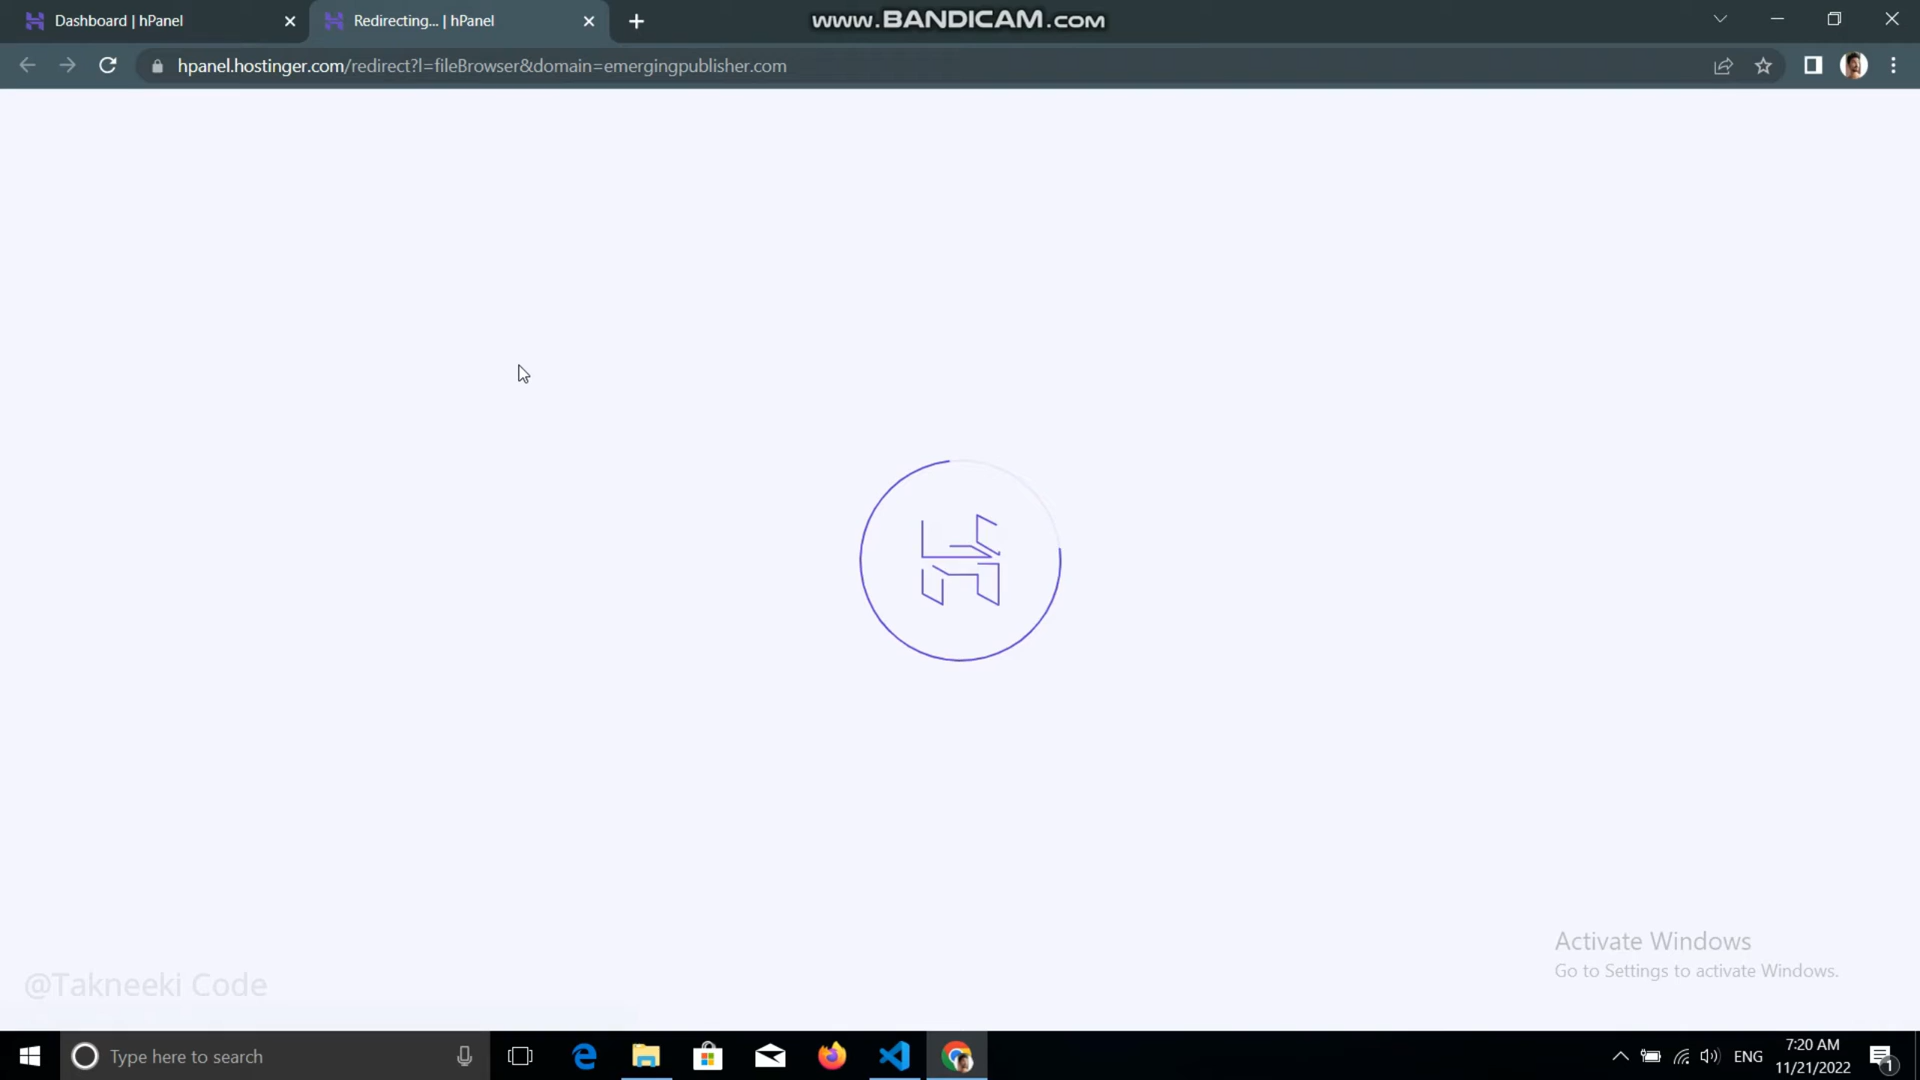 Dashboard | hPanel
Redirecting... | hPanel
www.BANDICAM.com
hpanel.hostinger.com/redirect?l=fileBrowser&domain=emergingpublisher.com
Activate Windows
Go to Settings to activate Windows.
@Takneeki Code
Type here to search
ENG
7:20 AM
11/21/2022
1